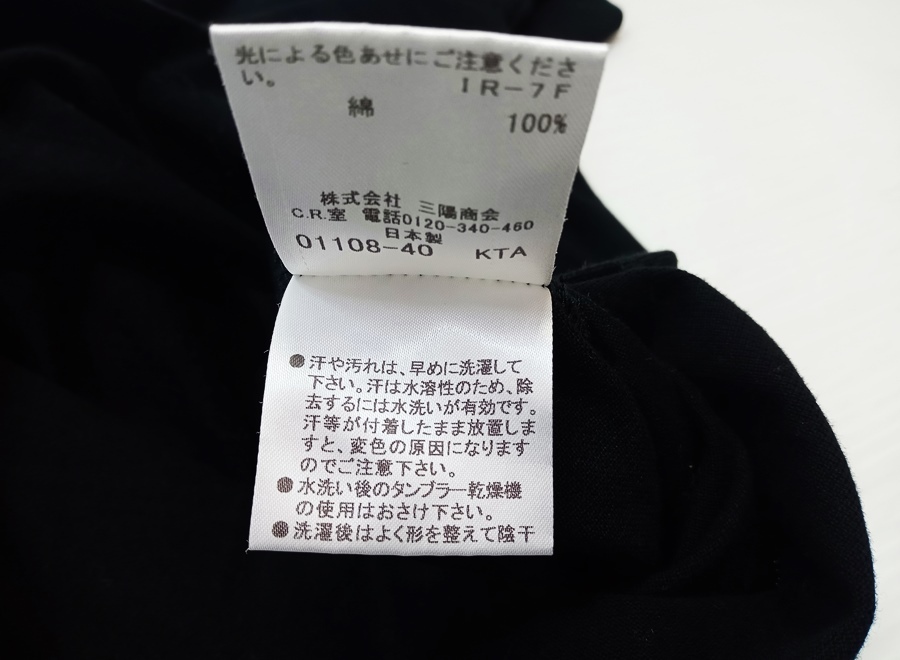 光による色あせにご注意くださ
い。
IR-7F
綿
100%
株式会社 三陽商会
C.R.室 電話0120-340-460
日本製
01108-40 KTA
●汗や汚れは、早めに洗濯して
下さい。汗は水溶性のため、除
去するには水洗いが有効です。
汗等が付着したまま放置しま
すと、変色の原因になります
のでご注意下さい。
●水洗い後のタンブラー乾燥機
の使用はおさけ下さい。
●洗濯後はよく形を整えて陰干